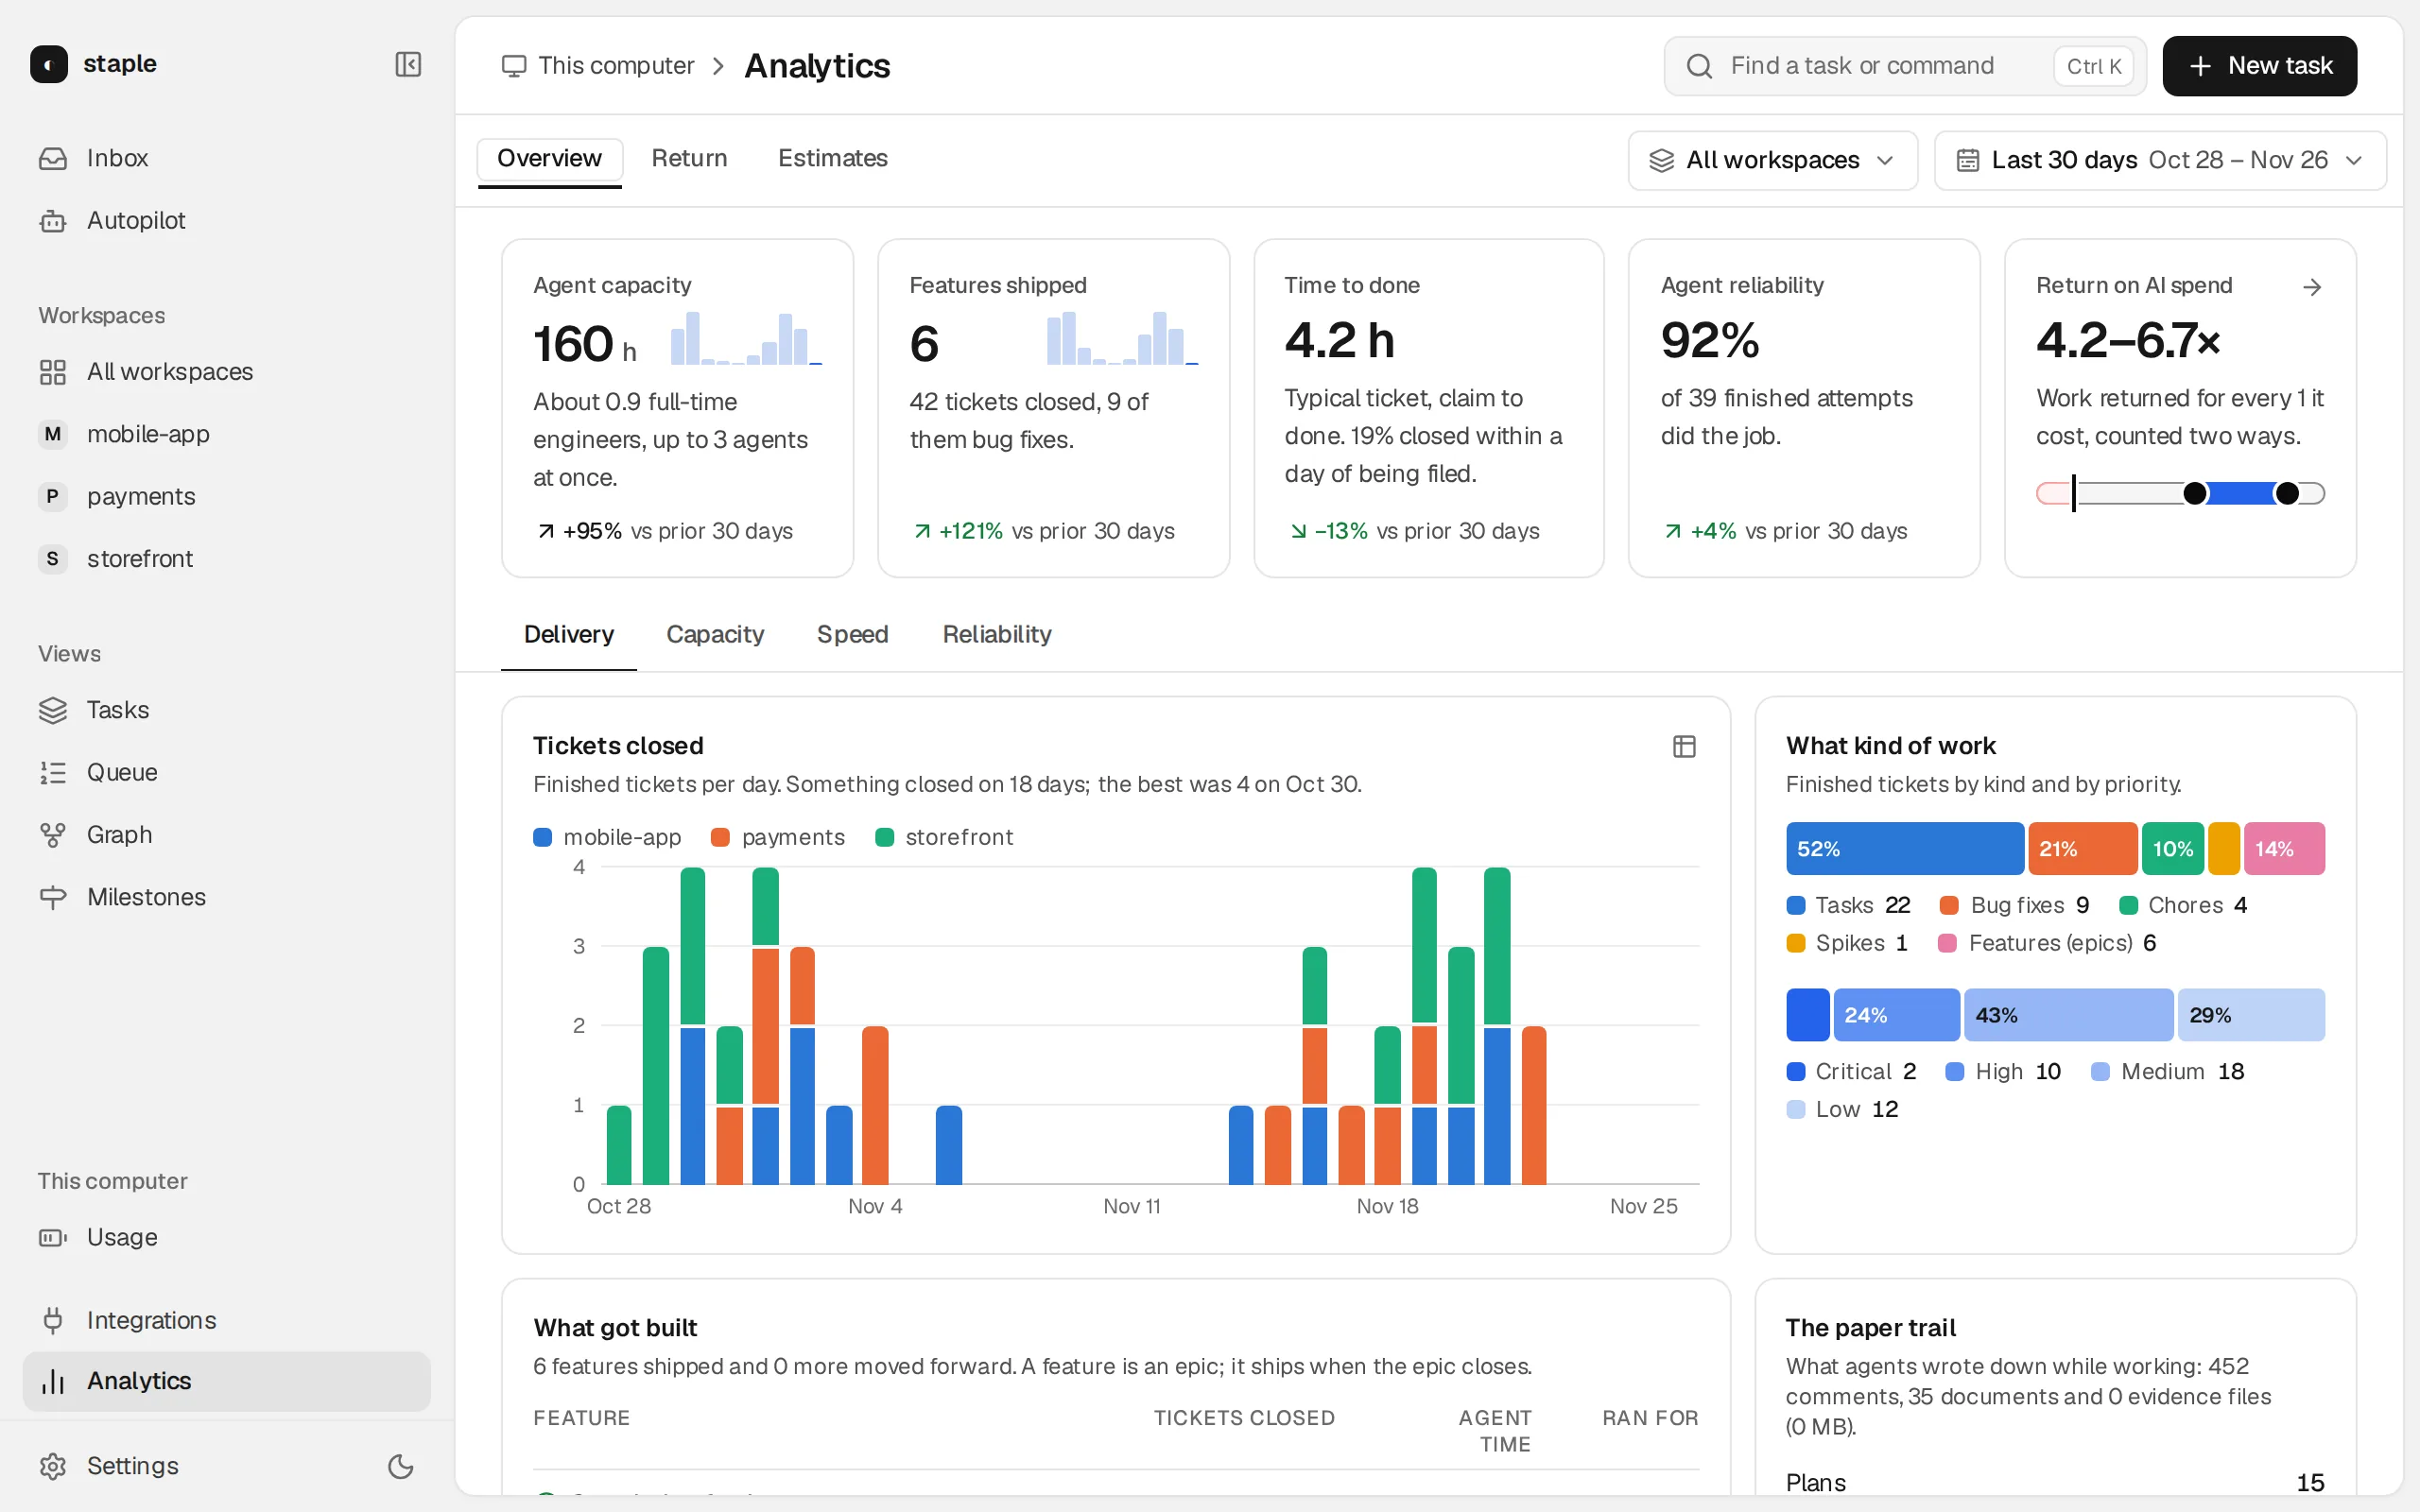 staple
Inbox
Autopilot
Workspaces
All workspaces
M mobile-app
P payments
S storefront
Views
Tasks
Queue
Graph
Milestones
This computer
Usage
Integrations
Analytics
Settings
This computer > Analytics
Find a task or command Ctrl K
+ New task
Overview Return Estimates
All workspaces
Last 30 days Oct 28 – Nov 26
Agent capacity
160 h
About 0.9 full-time
engineers, up to 3 agents
at once.
+95% vs prior 30 days
Features shipped
6
42 tickets closed, 9 of
them bug fixes.
+121% vs prior 30 days
Time to done
4.2 h
Typical ticket, claim to
done. 19% closed within a
day of being filed.
−13% vs prior 30 days
Agent reliability
92%
of 39 finished attempts
did the job.
+4% vs prior 30 days
Return on AI spend
4.2–6.7×
Work returned for every 1 it
cost, counted two ways.
Delivery Capacity Speed Reliability
Tickets closed
Finished tickets per day. Something closed on 18 days; the best was 4 on Oct 30.
mobile-app payments storefront
4
3
2
1
0
Oct 28 Nov 4 Nov 11 Nov 18 Nov 25
What kind of work
Finished tickets by kind and by priority.
52% 21% 10% 14%
Tasks 22 Bug fixes 9 Chores 4
Spikes 1 Features (epics) 6
24% 43% 29%
Critical 2 High 10 Medium 18
Low 12
What got built
6 features shipped and 0 more moved forward. A feature is an epic; it ships when the epic closes.
FEATURE TICKETS CLOSED AGENT TIME RAN FOR
The paper trail
What agents wrote down while working: 452
comments, 35 documents and 0 evidence files
(0 MB).
Plans 15